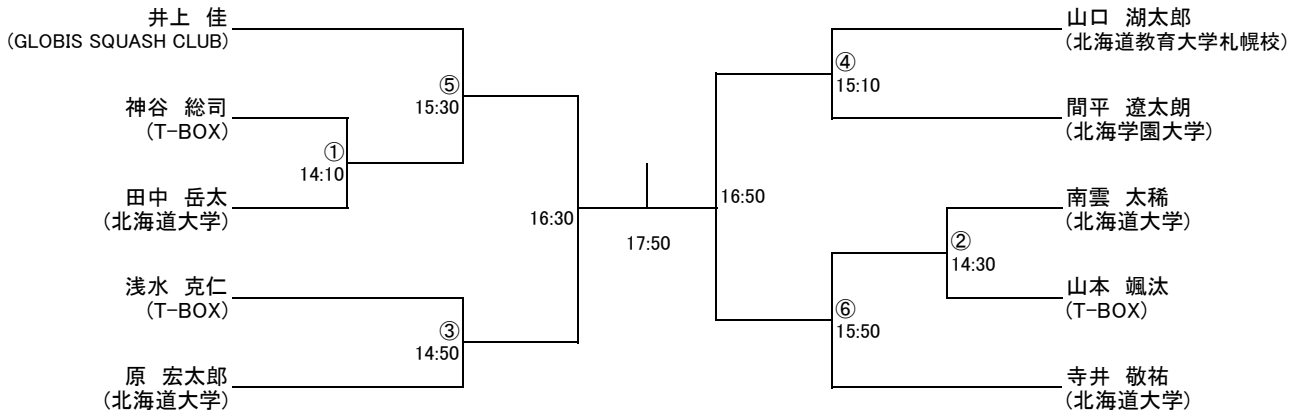 井上 佳
(GLOBIS SQUASH CLUB)
神谷 総司
(T-BOX)
田中 岳太
(北海道大学)
浅水 克仁
(T-BOX)
原 宏太郎
(北海道大学)
①
14:10
⑤
15:30
③
14:50
16:30
17:50
16:50
④
15:10
②
14:30
⑥
15:50
山口 湖太郎
(北海道教育大学札幌校)
間平 遼太朗
(北海学園大学)
南雲 太稀
(北海道大学)
山本 颯汰
(T-BOX)
寺井 敬祐
(北海道大学)